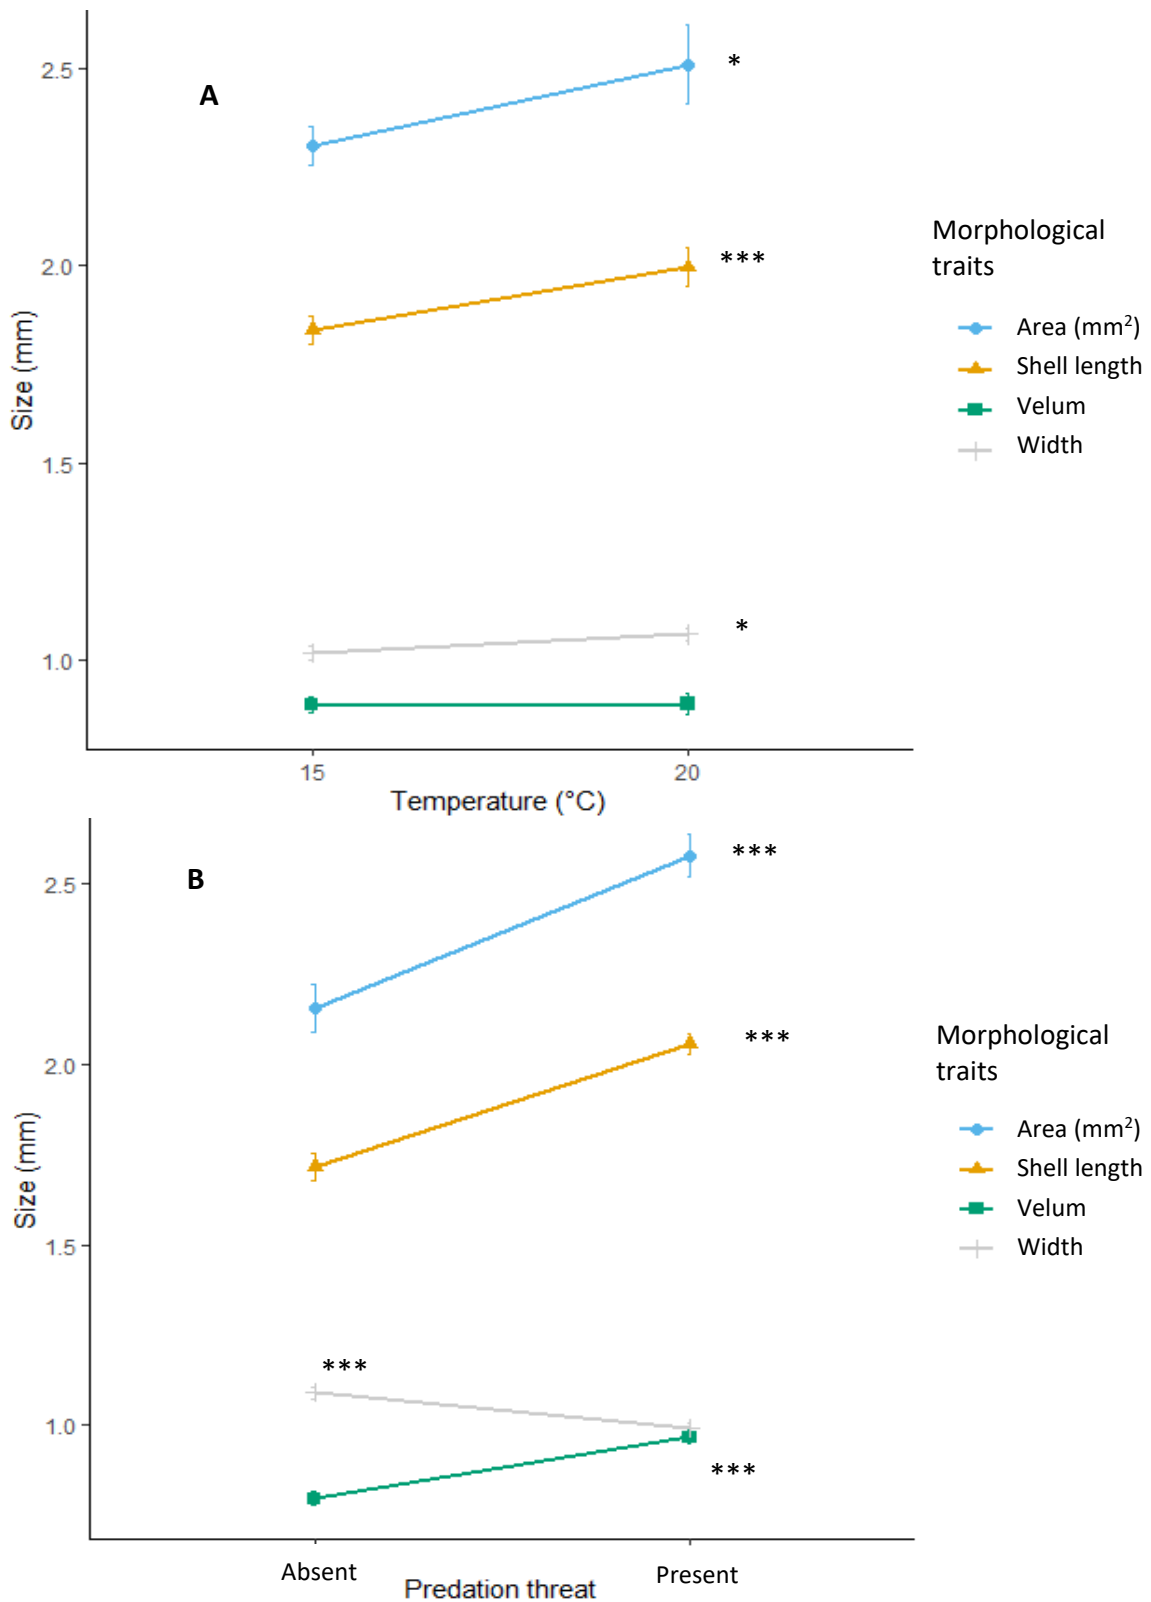 A
2.5
2.0
1.5
1.0
Size (mm)
*
***
*
15
20
Temperature (°C)
Morphological
traits
Area (mm²)
Shell length
Velum
Width
B
2.5
2.0
1.5
1.0
Size (mm)
***
***
***
***
Absent
Present
Predation threat
Morphological
traits
Area (mm²)
Shell length
Velum
Width